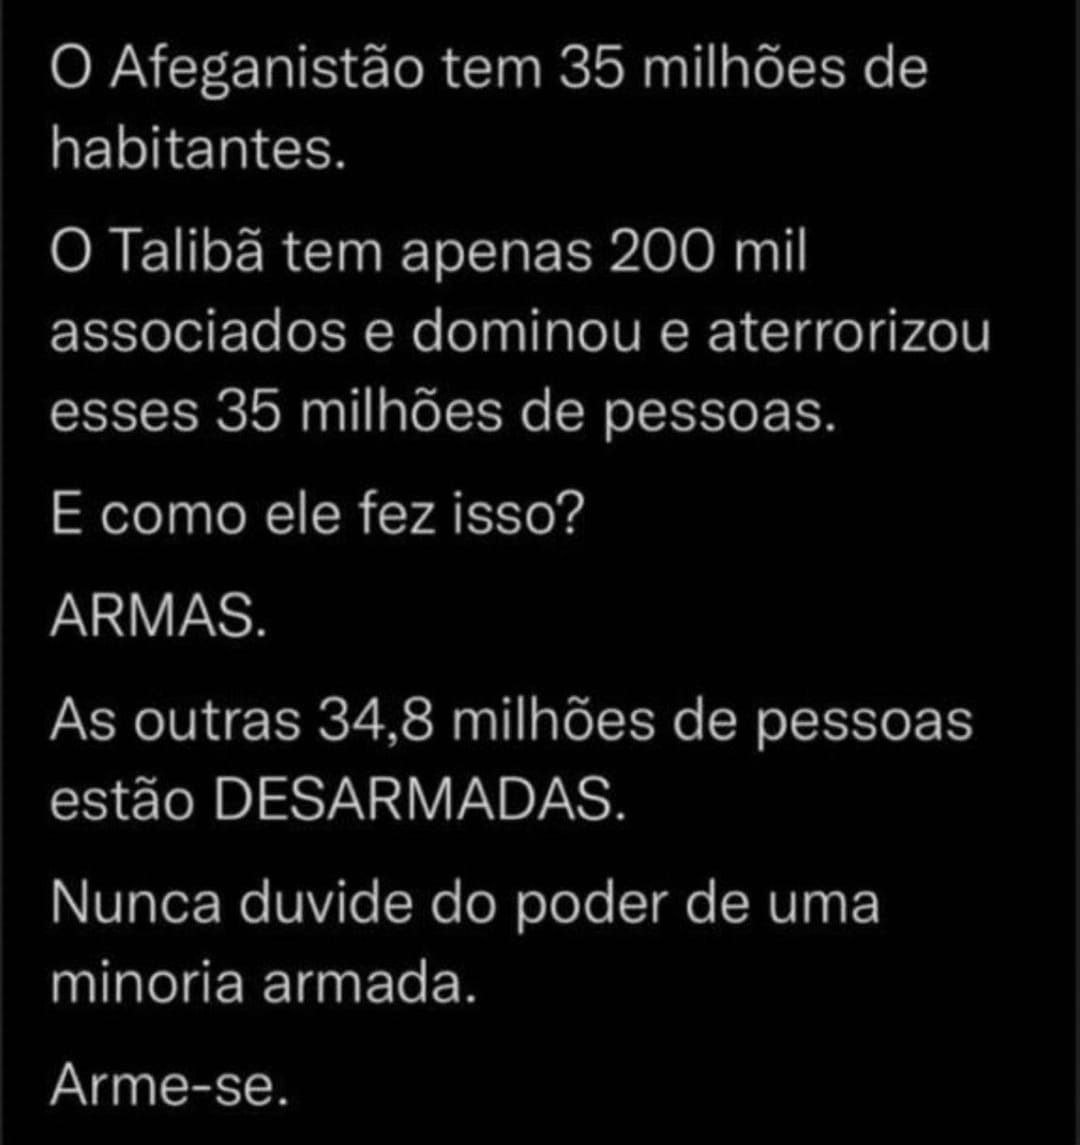 O Afeganistão tem 35 milhões de
habitantes.
O Talibã tem apenas 200 mil
associados e dominou e aterrorizou
esses 35 milhões de pessoas.
E como ele fez isso?
ARMAS.
As outras 34,8 milhões de pessoas
estão DESARMADAS.
Nunca duvide do poder de uma
minoria armada.
Arme-se.